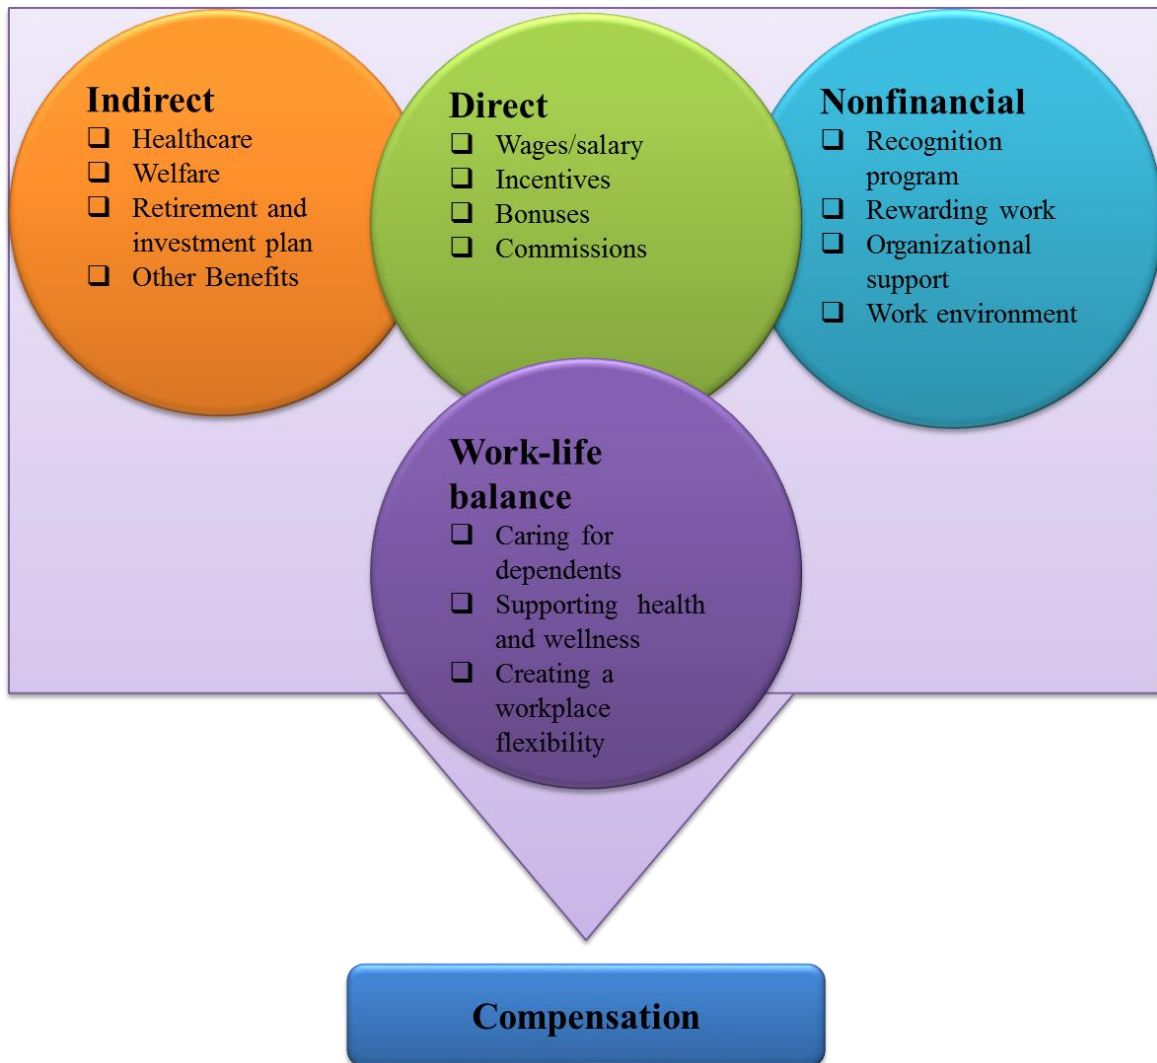 Indirect
❑ Healthcare
❑ Welfare
❑ Retirement and
investment plan
❑ Other Benefits
Direct
❑ Wages/salary
❑ Incentives
❑ Bonuses
❑ Commissions
Nonfinancial
❑ Recognition
program
❑ Rewarding work
❑ Organizational
support
❑ Work environment
Work-life
balance
❑ Caring for
dependents
❑ Supporting health
and wellness
❑ Creating a
workplace
flexibility
Compensation